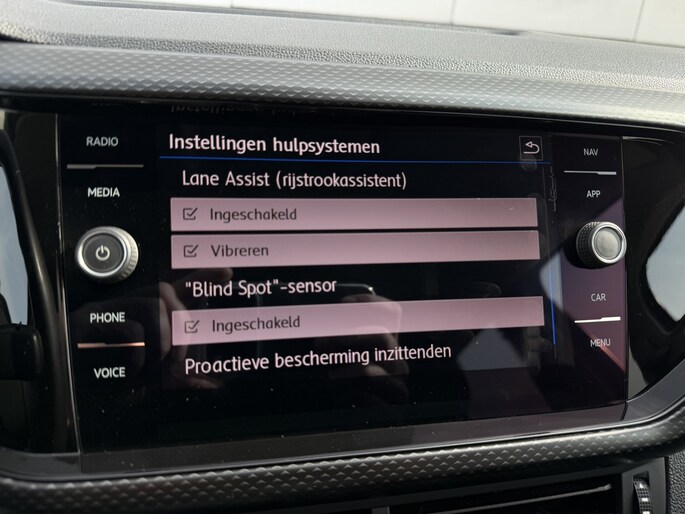 RADIO
MEDIA
PHONE
VOICE
Instellingen hulpsystemen
Lane Assist (rijstrookassistent)
Ingeschakeld
Vibreren
"Blind Spot"-sensor
Ingeschakeld
Proactieve bescherming inzittenden
NAV
APP
CAR
MENU